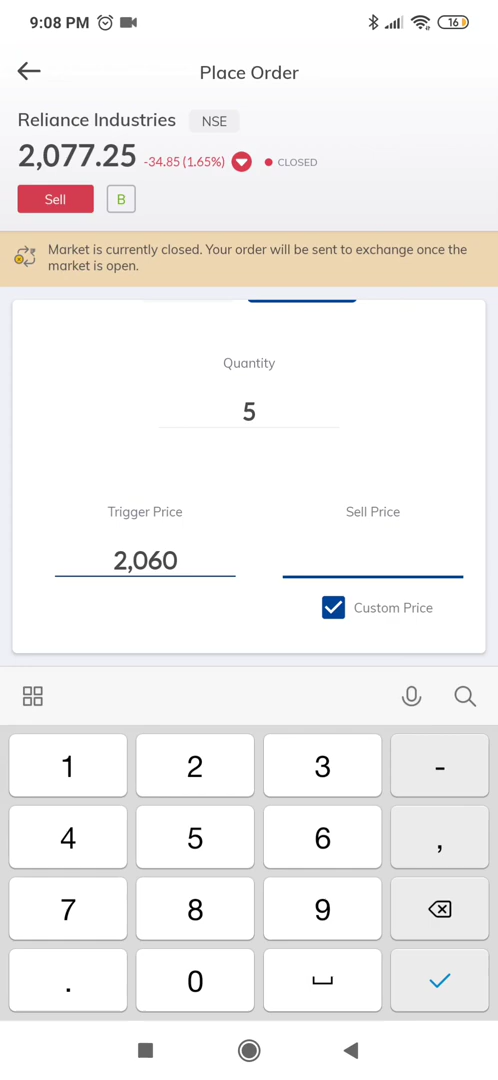 9:08 PM
16
Place Order
Reliance Industries NSE
2,077.25 -34.85 (1.65%) CLOSED
Sell B
Market is currently closed. Your order will be sent to exchange once the
market is open.
Quantity
5
Trigger Price Sell Price
2,060
Custom Price
1 2 3 -
4 5 6 ,
7 8 9
. 0